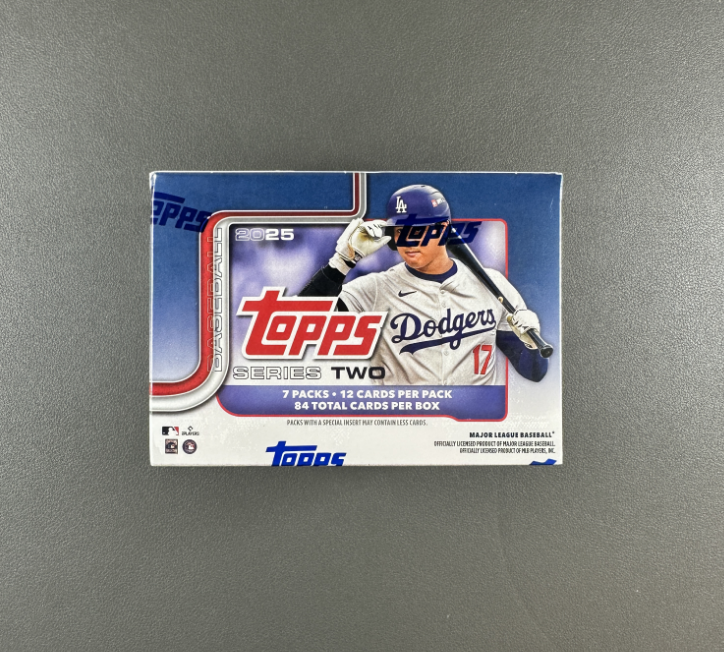 TOPPS
BASEBALL
2025
LA
TOPPS
TOPPS
Dodgers
17
SERIES TWO
7 PACKS • 12 CARDS PER PACK
84 TOTAL CARDS PER BOX
PACKS WITH A SPECIAL INSERT MAY CONTAIN LESS CARDS.
MAJOR LEAGUE BASEBALL®
OFFICIALLY LICENSED PRODUCT OF MAJOR LEAGUE BASEBALL.
OFFICIALLY LICENSED PRODUCT OF MLB PLAYERS, INC.
TOPPS